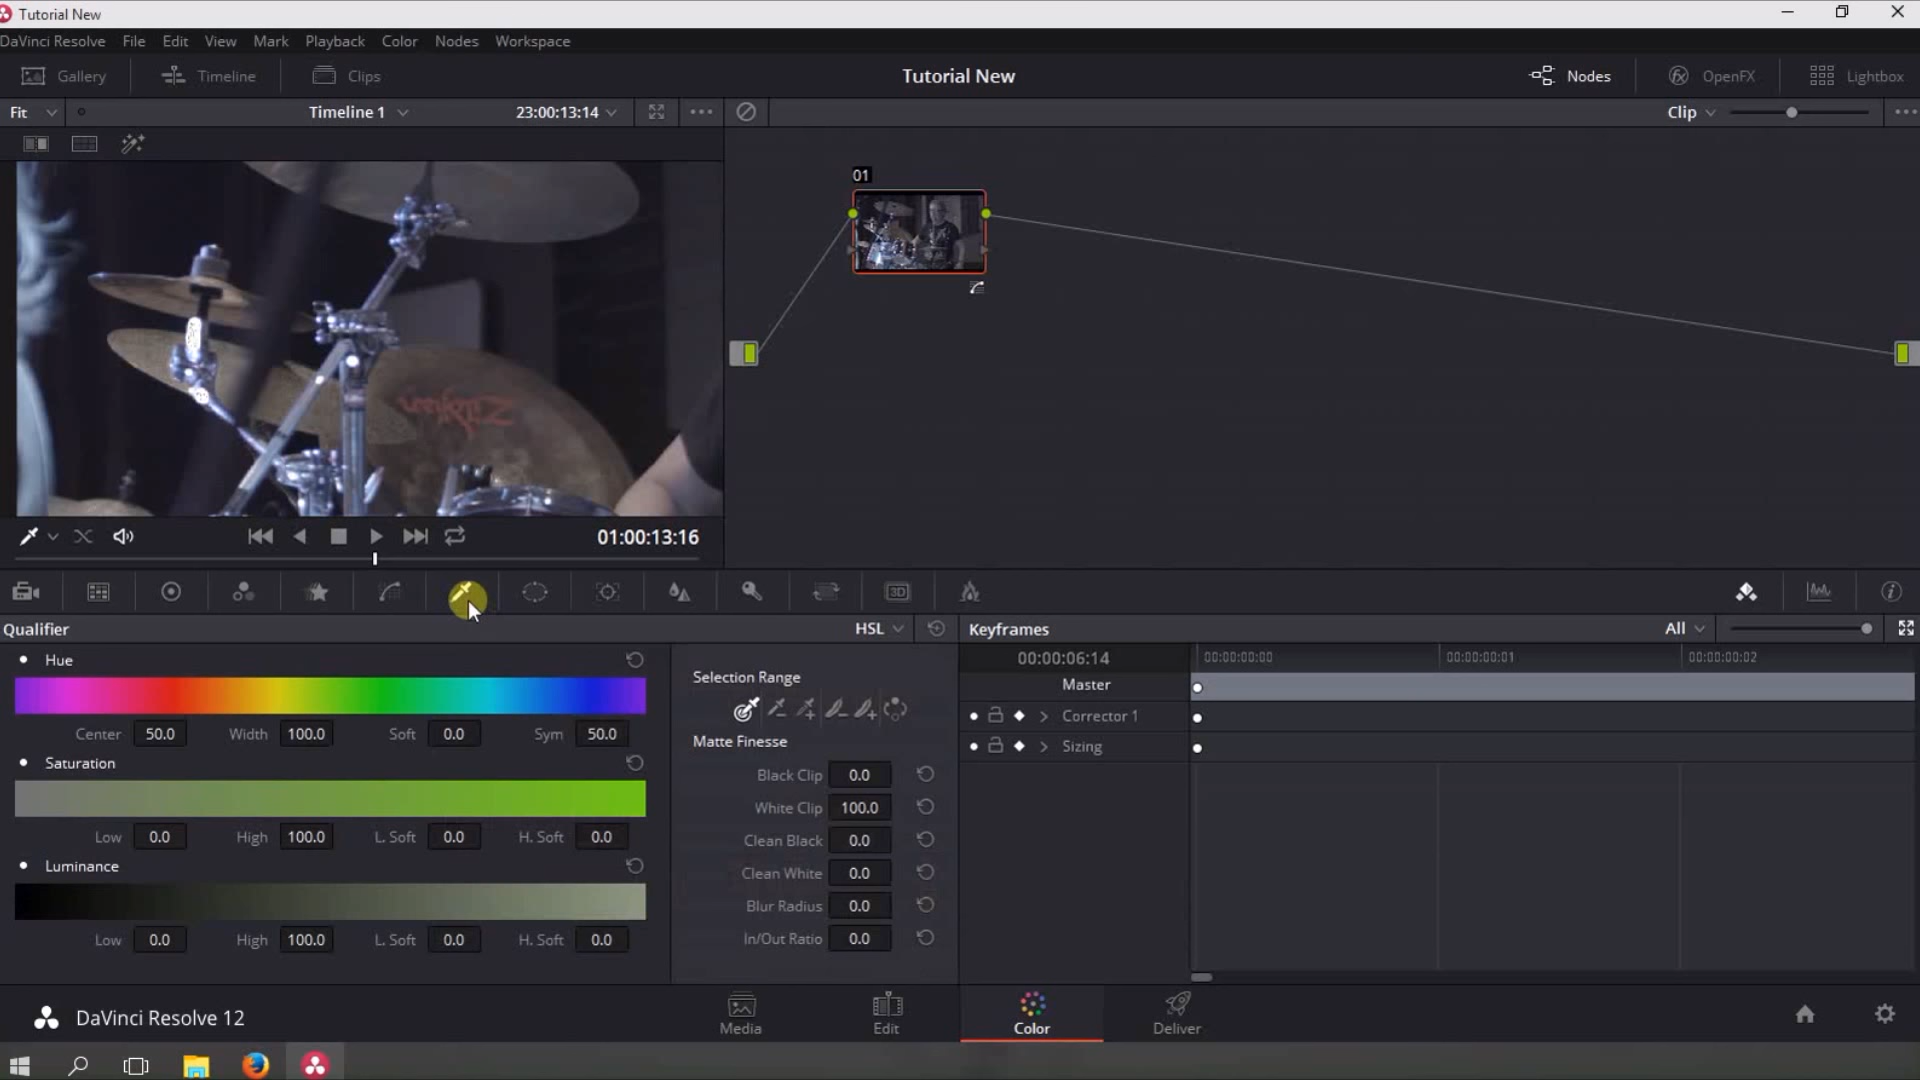 Tutorial New
DaVinci Resolve File Edit View Mark Playback Color Nodes Workspace
Gallery Timeline Clips Tutorial New Nodes OpenFX Lightbox
Fit Timeline 1 23:00:13:14 Clip
01
Zildjian
01:00:13:16
3D
Qualifier HSL Keyframes All
Hue Selection Range 00:00:06:14 00:00:00:00 00:00:00:01 00:00:00:02
Master
Center 50.0 Width 100.0 Soft 0.0 Sym 50.0 Matte Finesse Corrector 1
Saturation Sizing
Black Clip 0.0
White Clip 100.0
Low 0.0 High 100.0 L. Soft 0.0 H. Soft 0.0 Clean Black 0.0
Luminance Clean White 0.0
Blur Radius 0.0
Low 0.0 High 100.0 L. Soft 0.0 H. Soft 0.0 In/Out Ratio 0.0
DaVinci Resolve 12 Media Edit Color Deliver